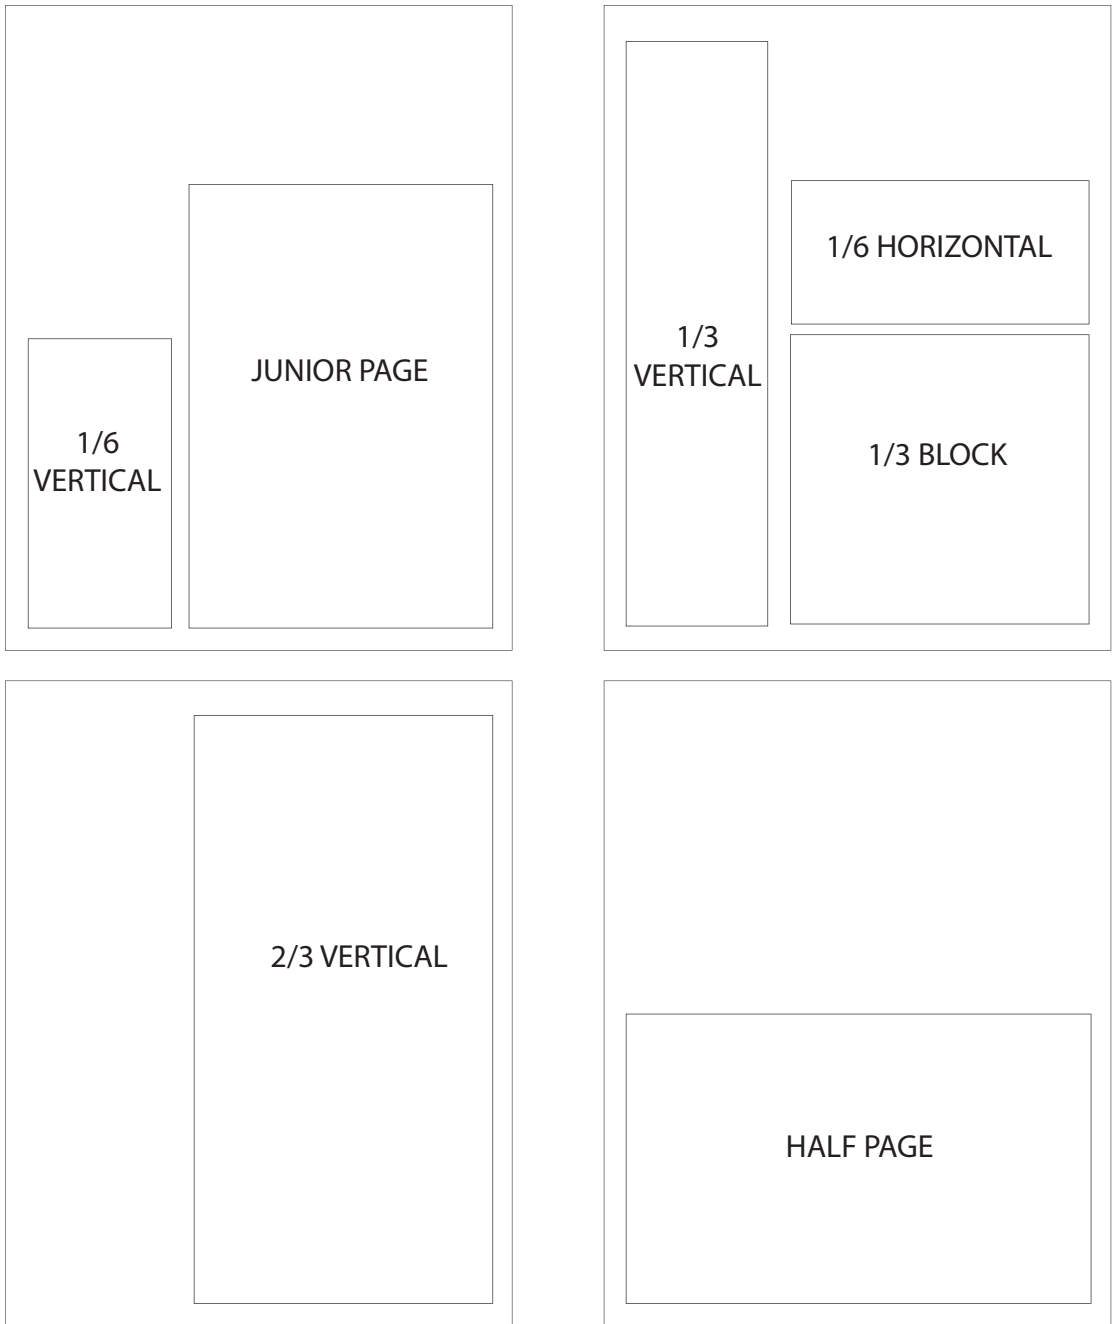 1/6
VERTICAL
JUNIOR PAGE
1/3
VERTICAL
1/6 HORIZONTAL
1/3 BLOCK
2/3 VERTICAL
HALF PAGE